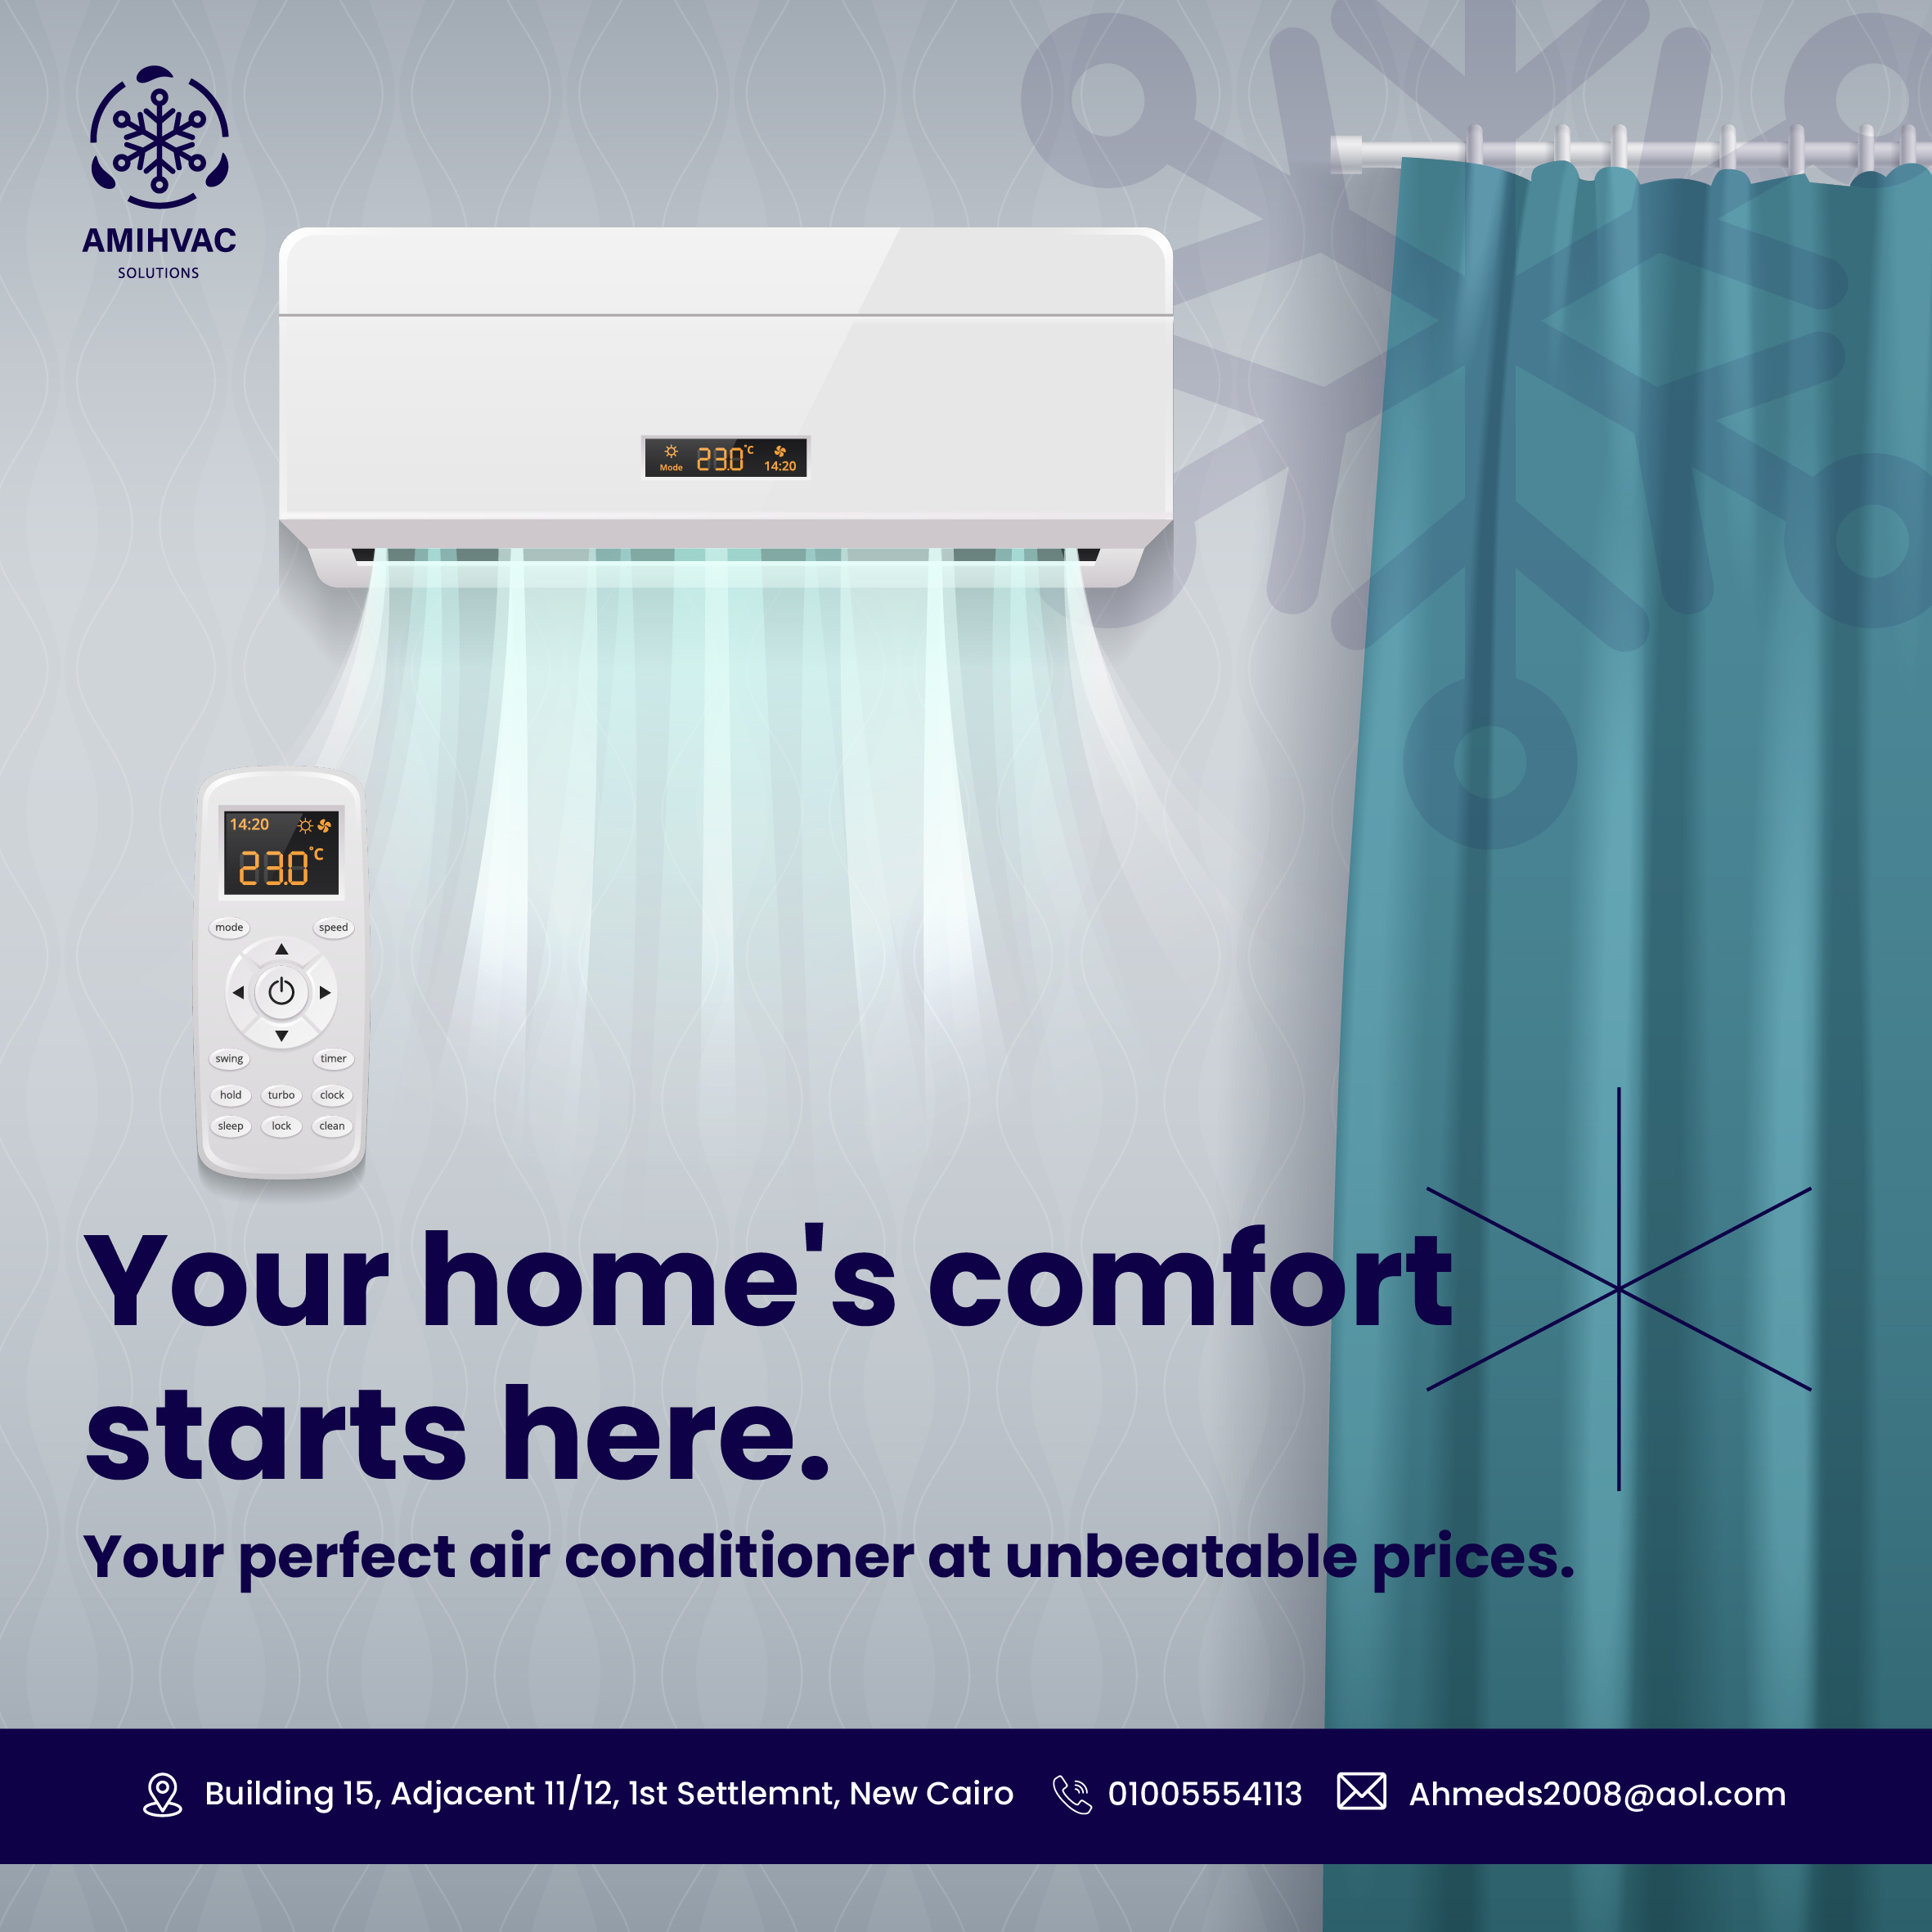 AMIHVAC
SOLUTIONS
Mode 23.0 °C 14:20
14:20
23.0 °C
mode speed
swing timer
hold turbo clock
sleep lock clean
Your home's comfort
starts here.
Your perfect air conditioner at unbeatable prices.
Building 15, Adjacent 11/12, 1st Settlemnt, New Cairo 01005554113 Ahmeds2008@aol.com